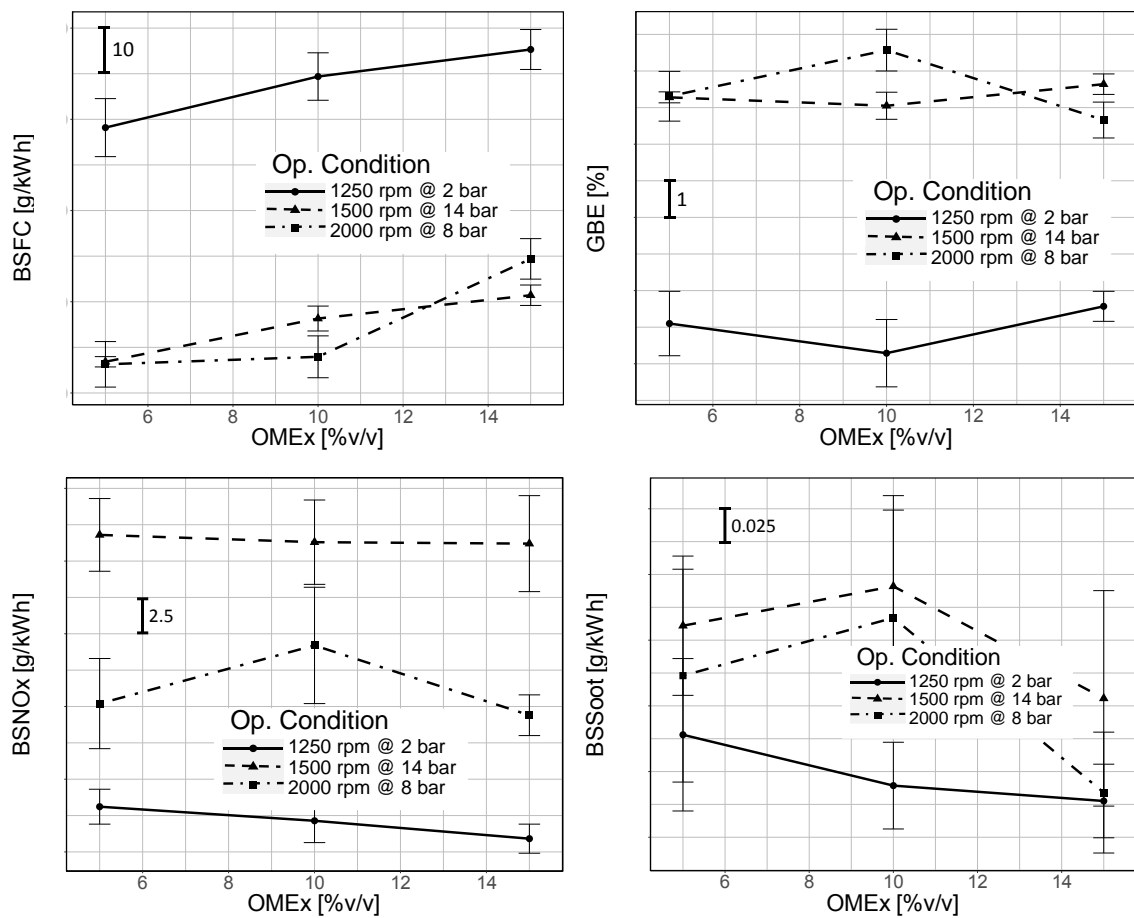 BSFC [g/kWh]
10
Op. Condition
1250 rpm @ 2 bar
1500 rpm @ 14 bar
2000 rpm @ 8 bar
6 8 10 12 14
OMEx [%v/v]
GBE [%]
1
Op. Condition
1250 rpm @ 2 bar
1500 rpm @ 14 bar
2000 rpm @ 8 bar
6 8 10 12 14
OMEx [%v/v]
BSNOx [g/kWh]
2.5
Op. Condition
1250 rpm @ 2 bar
1500 rpm @ 14 bar
2000 rpm @ 8 bar
6 8 10 12 14
OMEx [%v/v]
BSSoot [g/kWh]
0.025
Op. Condition
1250 rpm @ 2 bar
1500 rpm @ 14 bar
2000 rpm @ 8 bar
6 8 10 12 14
OMEx [%v/v]